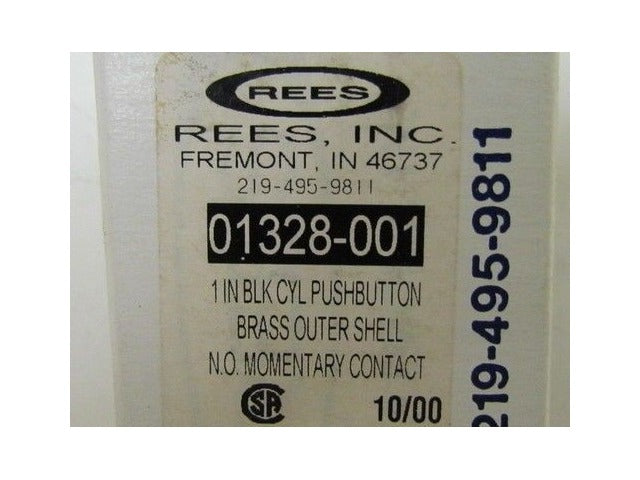 REES
REES, INC.
FREMONT, IN 46737
219-495-9811
01328-001
1 IN BLK CYL PUSHBUTTON
BRASS OUTER SHELL
N.O. MOMENTARY CONTACT
CSA
10/00
219-495-9811